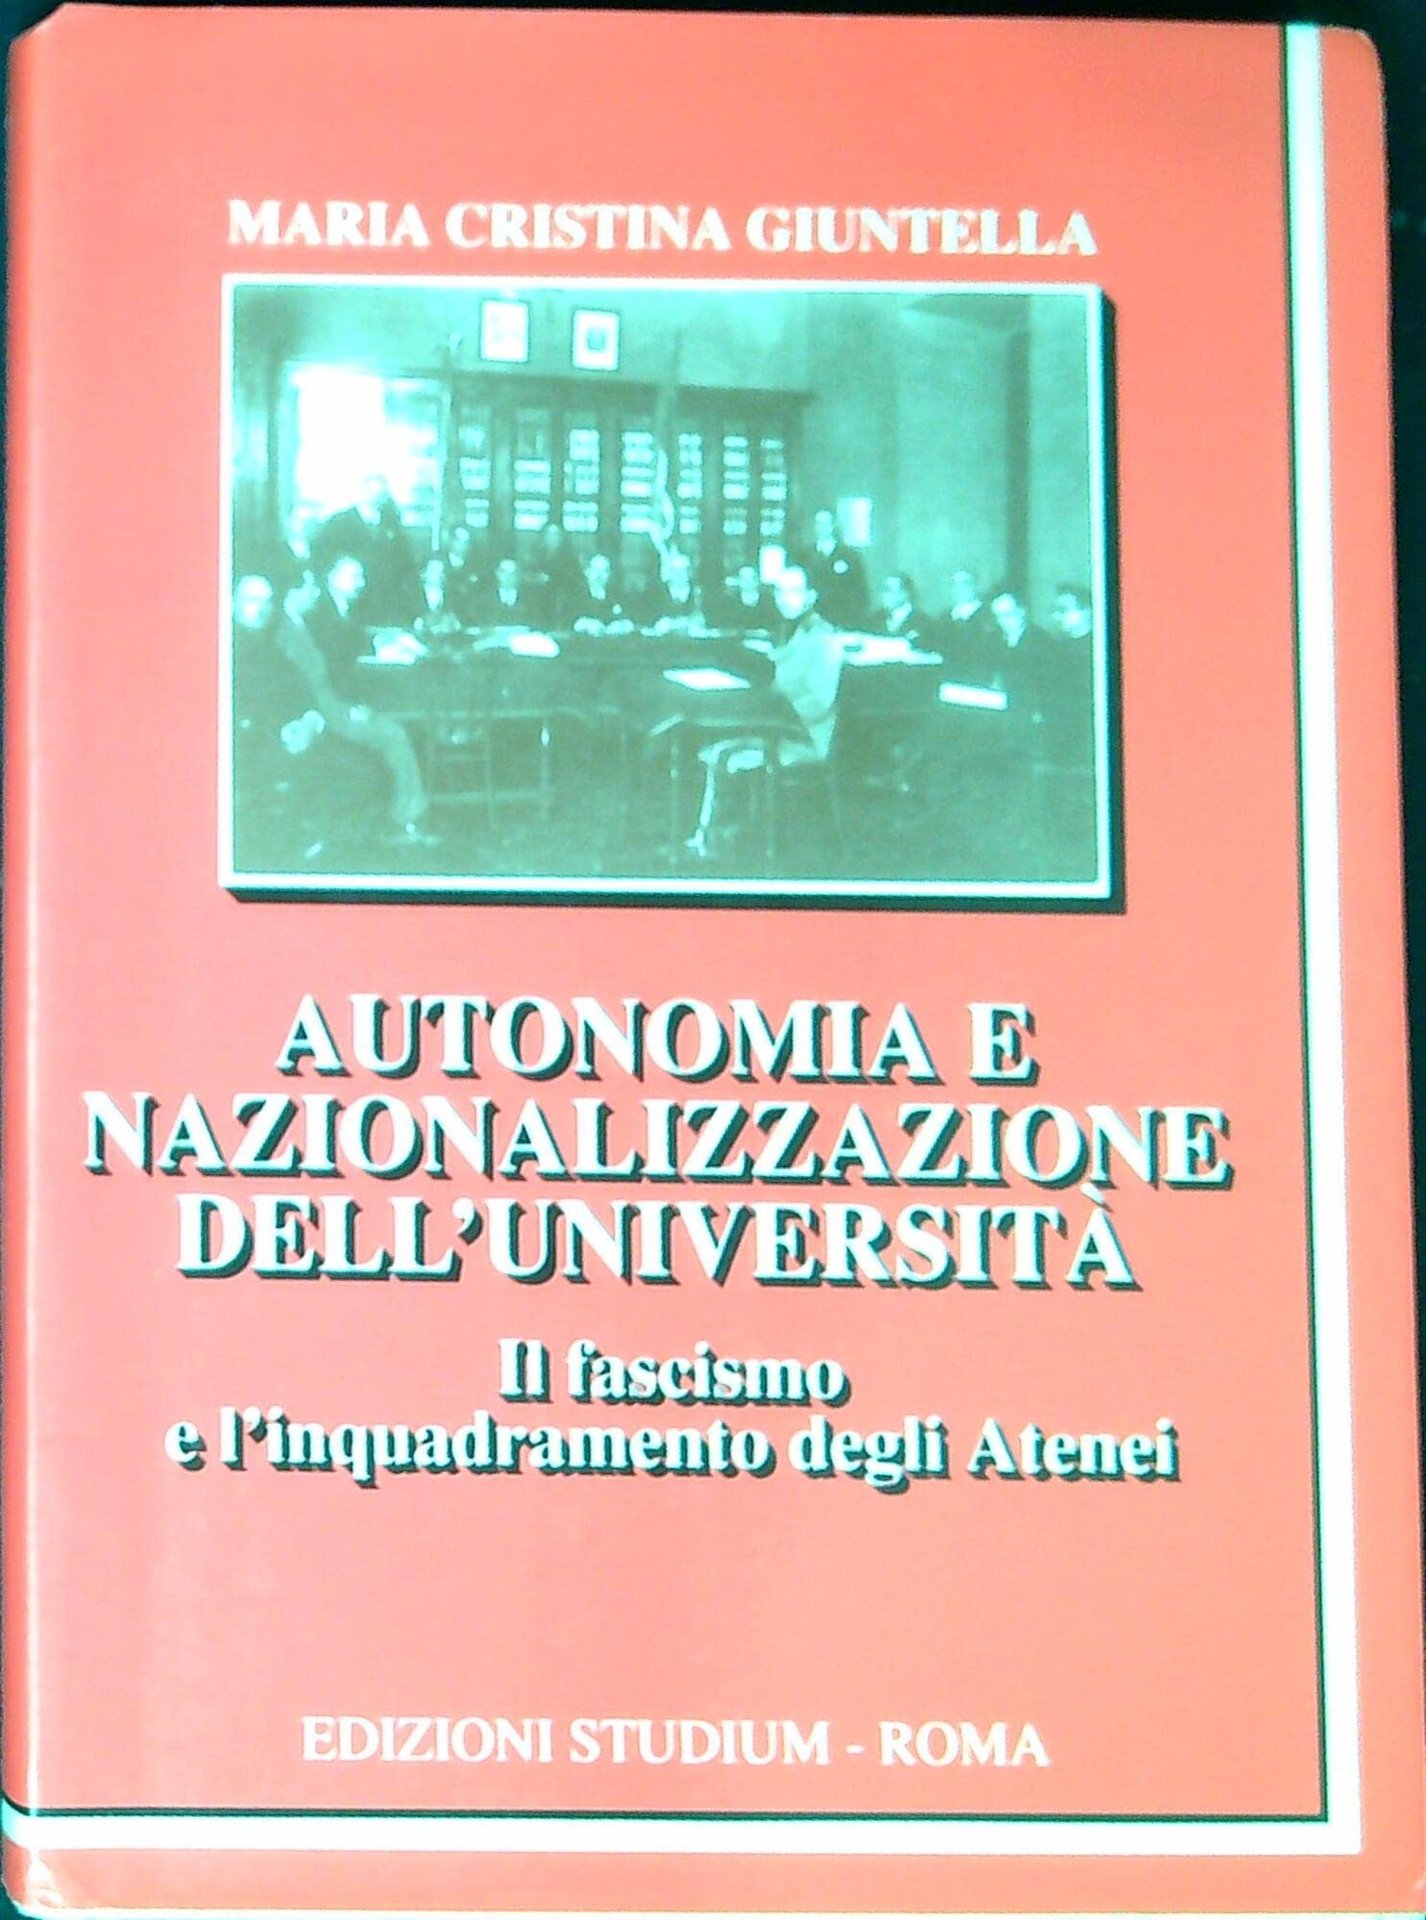 MARIA CRISTINA GIUNTELLA
AUTONOMIA E
NAZIONALIZZAZIONE
DELL'UNIVERSITÀ
Il fascismo
e l'inquadramento degli Atenei
EDIZIONI STUDIUM - ROMA